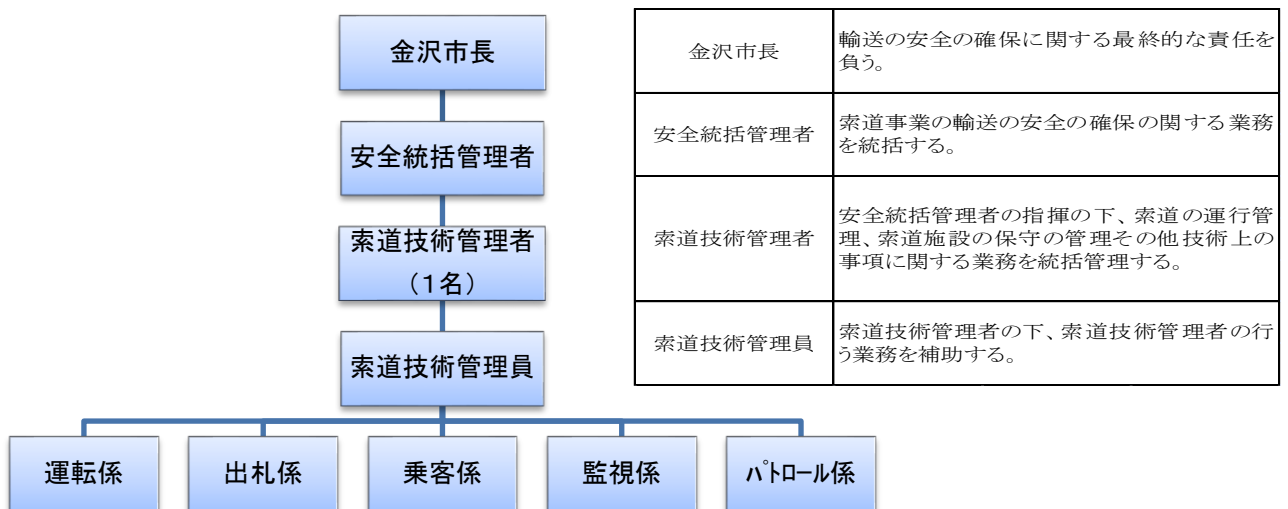 金沢市長
安全統括管理者
索道技術管理者
（１名）
索道技術管理員
運転係
出札係
乗客係
監視係
ﾊﾟﾄﾛｰﾙ係
金沢市長
輸送の安全の確保に関する最終的な責任を
負う。
安全統括管理者
索道事業の輸送の安全の確保の関する業務
を統括する。
索道技術管理者
安全統括管理者の指揮の下、索道の運行管
理、索道施設の保守の管理その他技術上の
事項に関する業務を統括管理する。
索道技術管理員
索道技術管理者の下、索道技術管理者の行
う業務を補助する。